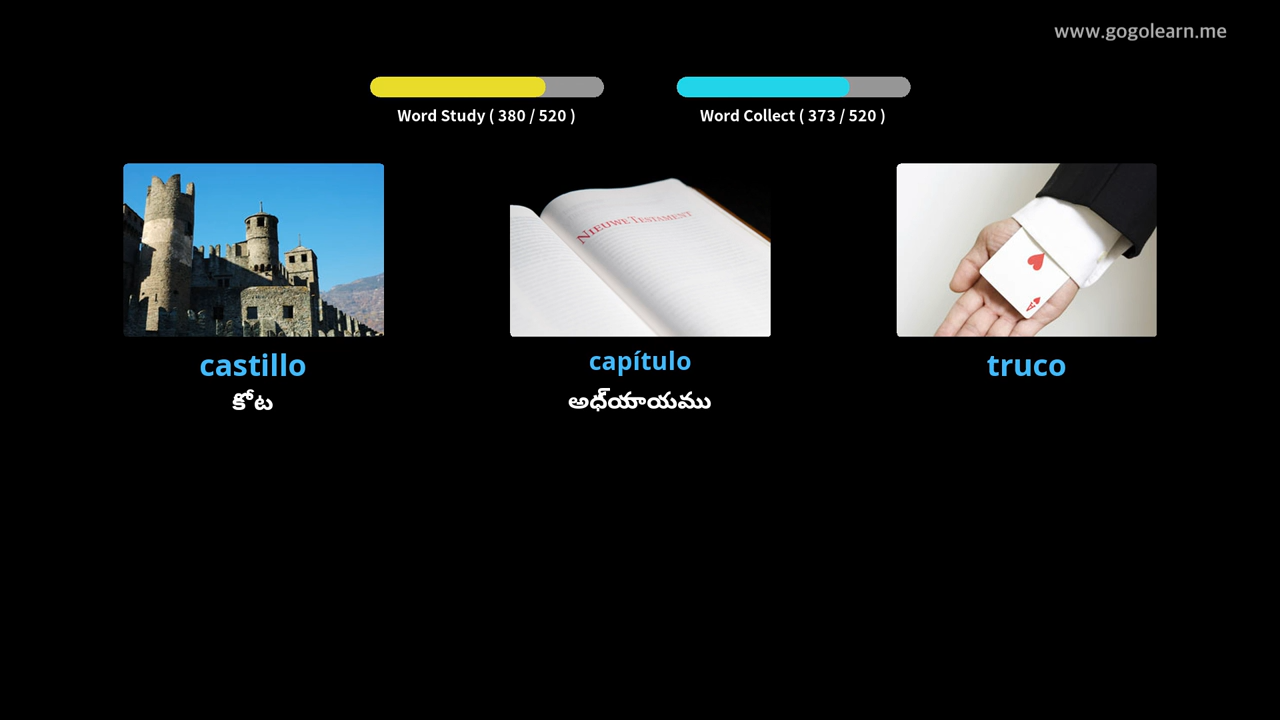 www.gogolearn.me
Word Study ( 380 / 520 )
Word Collect ( 373 / 520 )
NIEUWE TESTAMENT
A
castillo
capítulo
truco
కోట
అధ్యాయము